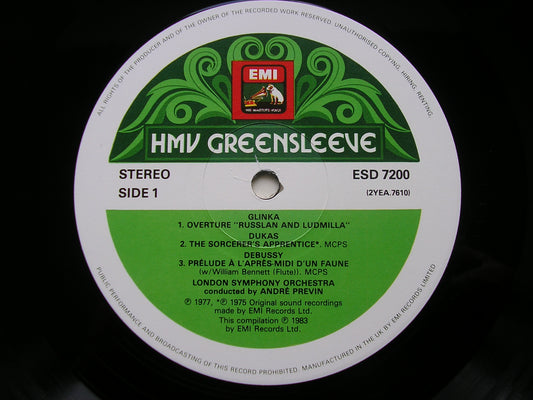 ALL RIGHTS OF THE PRODUCER AND OF THE OWNER OF THE RECORDED WORK RESERVED. UNAUTHORISED COPYING, HIRING, RENTING,
PUBLIC PERFORMANCE AND BROADCASTING OF THIS RECORD PROHIBITED. MANUFACTURED IN THE U.K. BY EMI RECORDS LIMITED
EMI
HIS MASTER'S VOICE
HMV GREENSLEEVE
STEREO
SIDE 1
ESD 7200
(2YEA.7610)
GLINKA
1. OVERTURE "RUSSLAN AND LUDMILLA"
DUKAS
2. THE SORCERER'S APPRENTICE*. MCPS
DEBUSSY
3. PRÉLUDE À L'APRÈS-MIDI D'UN FAUNE
(w/William Bennett (Flute)). MCPS
LONDON SYMPHONY ORCHESTRA
conducted by ANDRÉ PREVIN
℗ 1977, *℗ 1975 Original sound recordings
made by EMI Records Ltd.
This compilation ℗ 1983
by EMI Records Ltd.